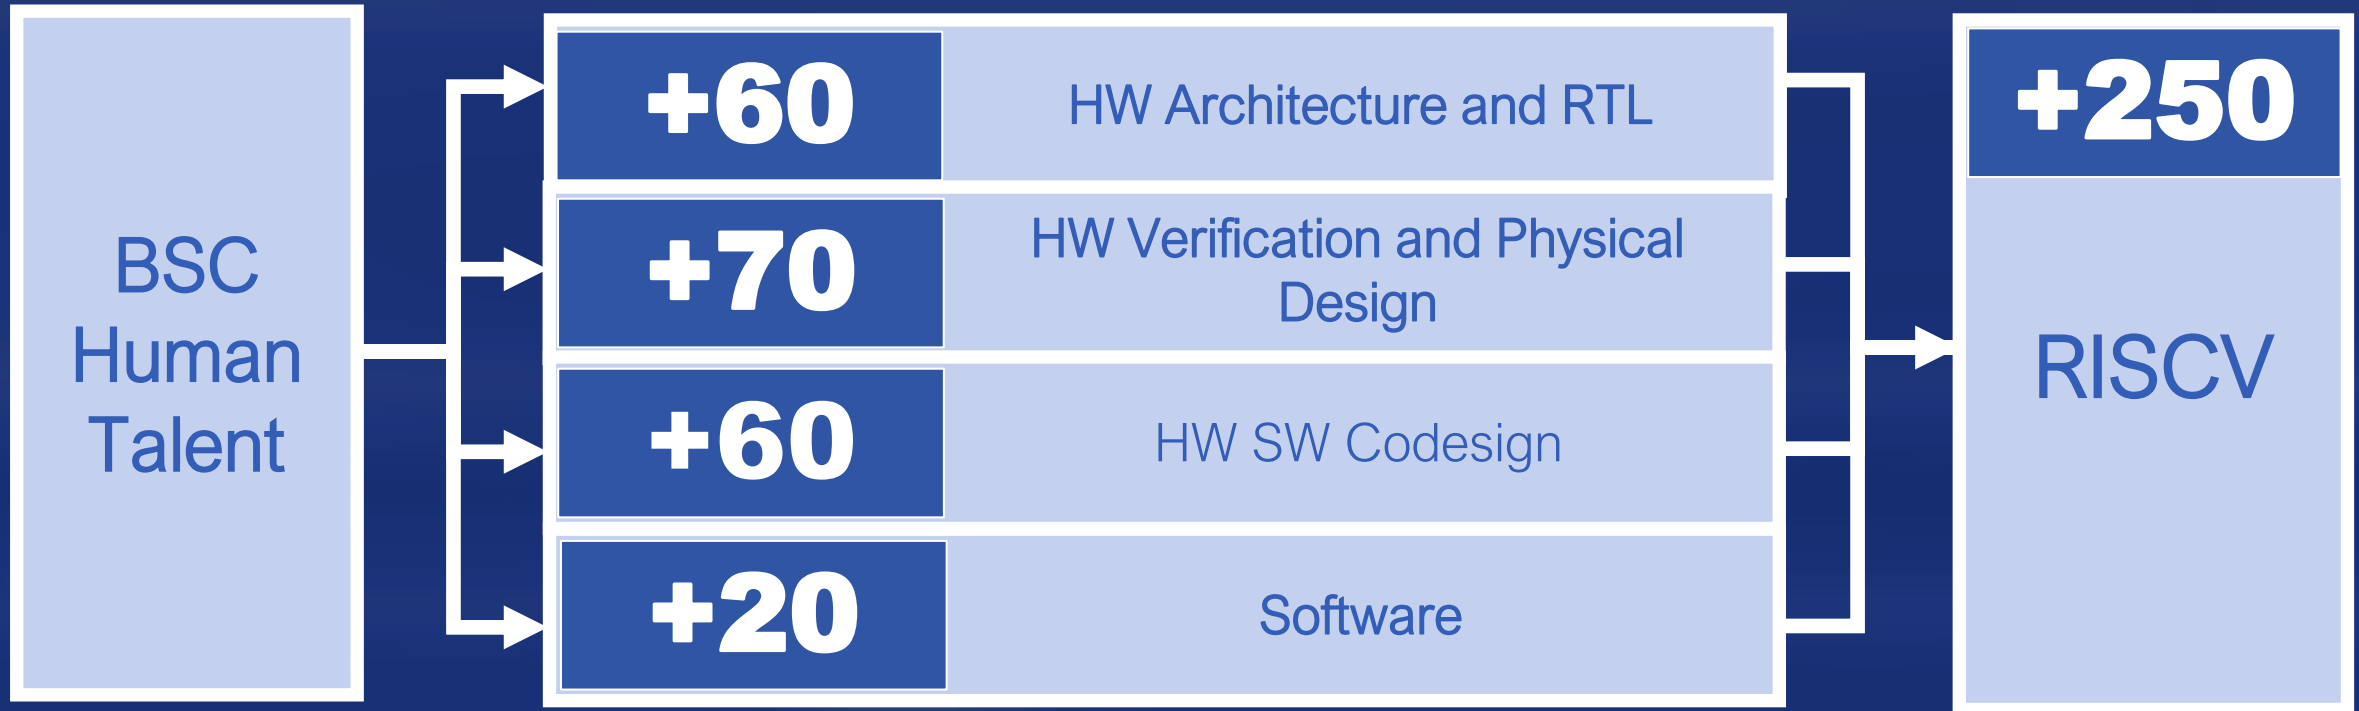 BSC
Human
Talent
+60
HW Architecture and RTL
+70
HW Verification and Physical
Design
+60
HW SW Codesign
+20
Software
+250
RISCV